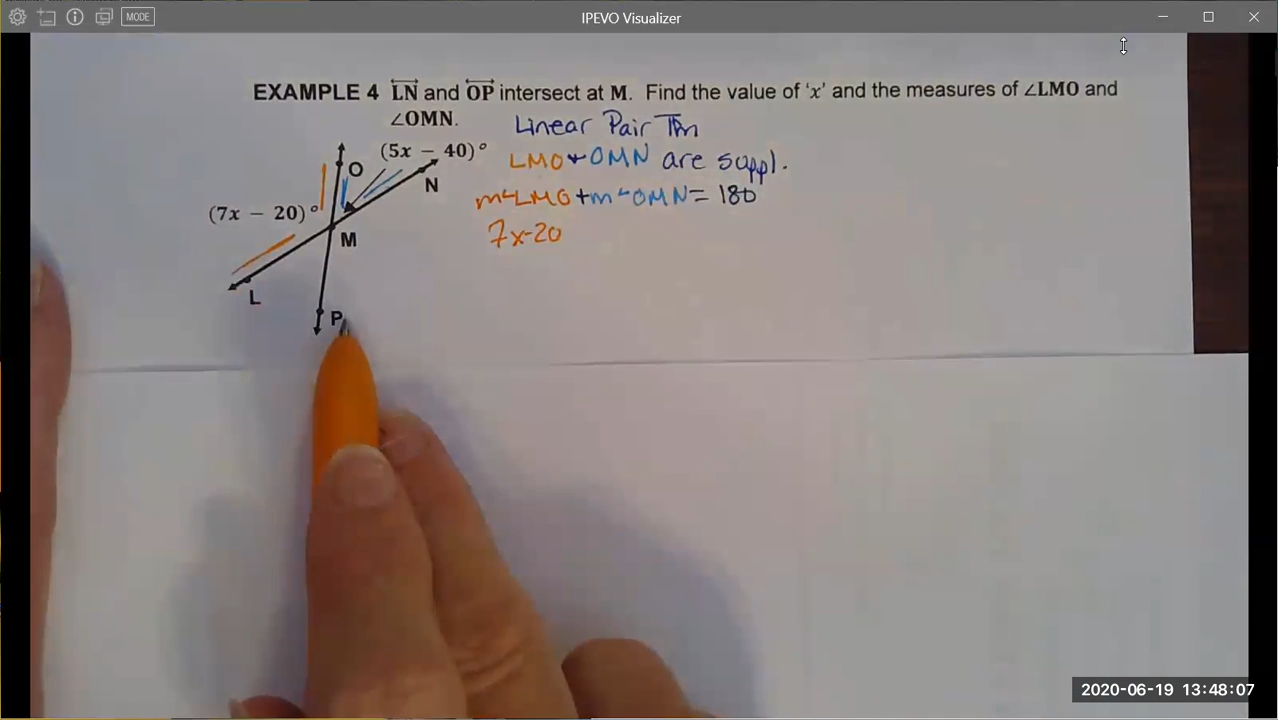 MODE
IPEVO Visualizer
EXAMPLE 4 LN and OP intersect at M. Find the value of ‘x’ and the measures of ∠LMO and
∠OMN.
Linear Pair Thm
LMO + OMN are suppl.
m∠LMO + m∠OMN = 180
7x-20
(5x − 40)°
O
N
(7x − 20)°
M
L
P
2020-06-19 13:48:07